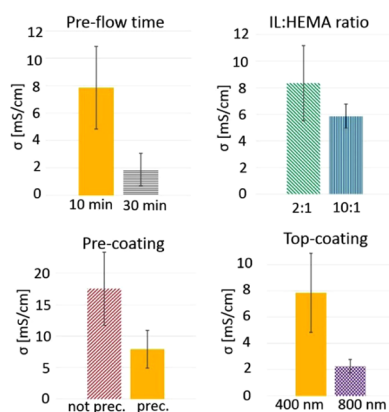 Pre-flow time
σ [mS/cm]
12
10
8
6
4
2
0
10 min 30 min
IL:HEMA ratio
σ [mS/cm]
12
10
8
6
4
2
0
2:1 10:1
Pre-coating
σ [mS/cm]
20
15
10
5
0
not prec. prec.
Top-coating
σ [mS/cm]
10
8
6
4
2
0
400 nm 800 nm